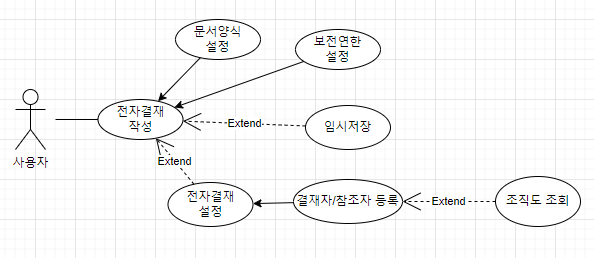 문서양식
설정
보전연한
설정
전자결재
작성
Extend
임시저장
사용자
Extend
전자결재
설정
결재자/참조자 등록
Extend
조직도 조회